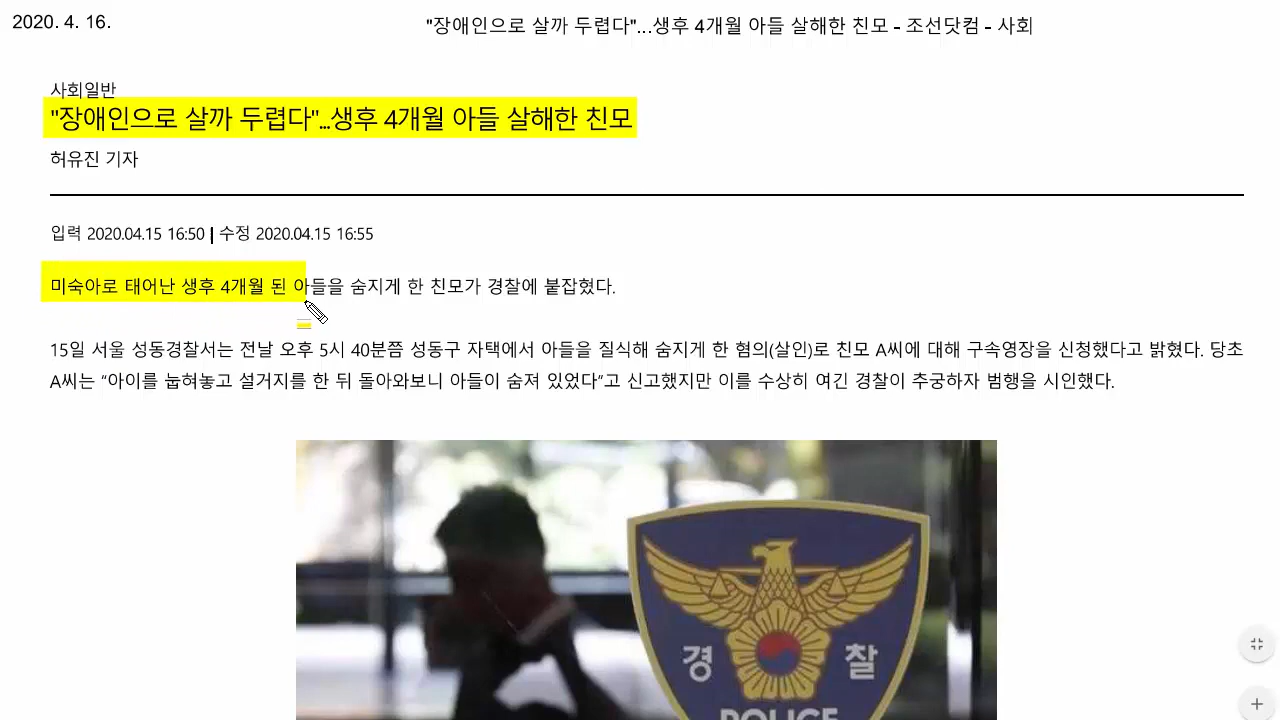 2020. 4. 16.
"장애인으로 살까 두렵다"...생후 4개월 아들 살해한 친모 - 조선닷컴 - 사회
사회일반
"장애인으로 살까 두렵다"...생후 4개월 아들 살해한 친모
허유진 기자
입력 2020.04.15 16:50 | 수정 2020.04.15 16:55
미숙아로 태어난 생후 4개월 된 아들을 숨지게 한 친모가 경찰에 붙잡혔다.
15일 서울 성동경찰서는 전날 오후 5시 40분쯤 성동구 자택에서 아들을 질식해 숨지게 한 혐의(살인)로 친모 A씨에 대해 구속영장을 신청했다고 밝혔다. 당초
A씨는 “아이를 눕혀놓고 설거지를 한 뒤 돌아와보니 아들이 숨져 있었다”고 신고했지만 이를 수상히 여긴 경찰이 추궁하자 범행을 시인했다.
경 찰
POLICE